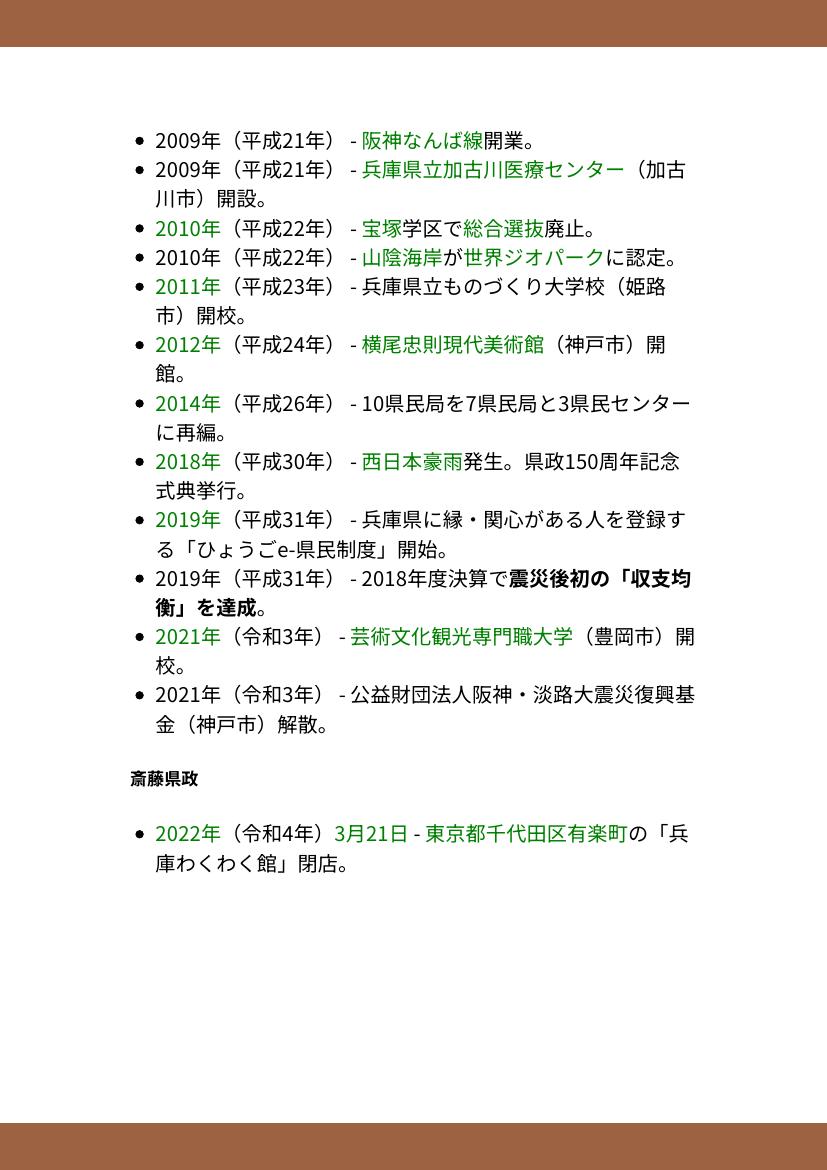 • 2009年（平成21年） - 阪神なんば線開業。
• 2009年（平成21年） - 兵庫県立加古川医療センター（加古
川市）開設。
• 2010年（平成22年） - 宝塚学区で総合選抜廃止。
• 2010年（平成22年） - 山陰海岸が世界ジオパークに認定。
• 2011年（平成23年） - 兵庫県立ものづくり大学校（姫路
市）開校。
• 2012年（平成24年） - 横尾忠則現代美術館（神戸市）開
館。
• 2014年（平成26年） - 10県民局を7県民局と3県民センター
に再編。
• 2018年（平成30年） - 西日本豪雨発生。県政150周年記念
式典挙行。
• 2019年（平成31年） - 兵庫県に縁・関心がある人を登録す
る「ひょうごe-県民制度」開始。
• 2019年（平成31年） - 2018年度決算で震災後初の「収支均
衡」を達成。
• 2021年（令和3年） - 芸術文化観光専門職大学（豊岡市）開
校。
• 2021年（令和3年） - 公益財団法人阪神・淡路大震災復興基
金（神戸市）解散。
斎藤県政
• 2022年（令和4年）3月21日 - 東京都千代田区有楽町の「兵
庫わくわく館」閉店。